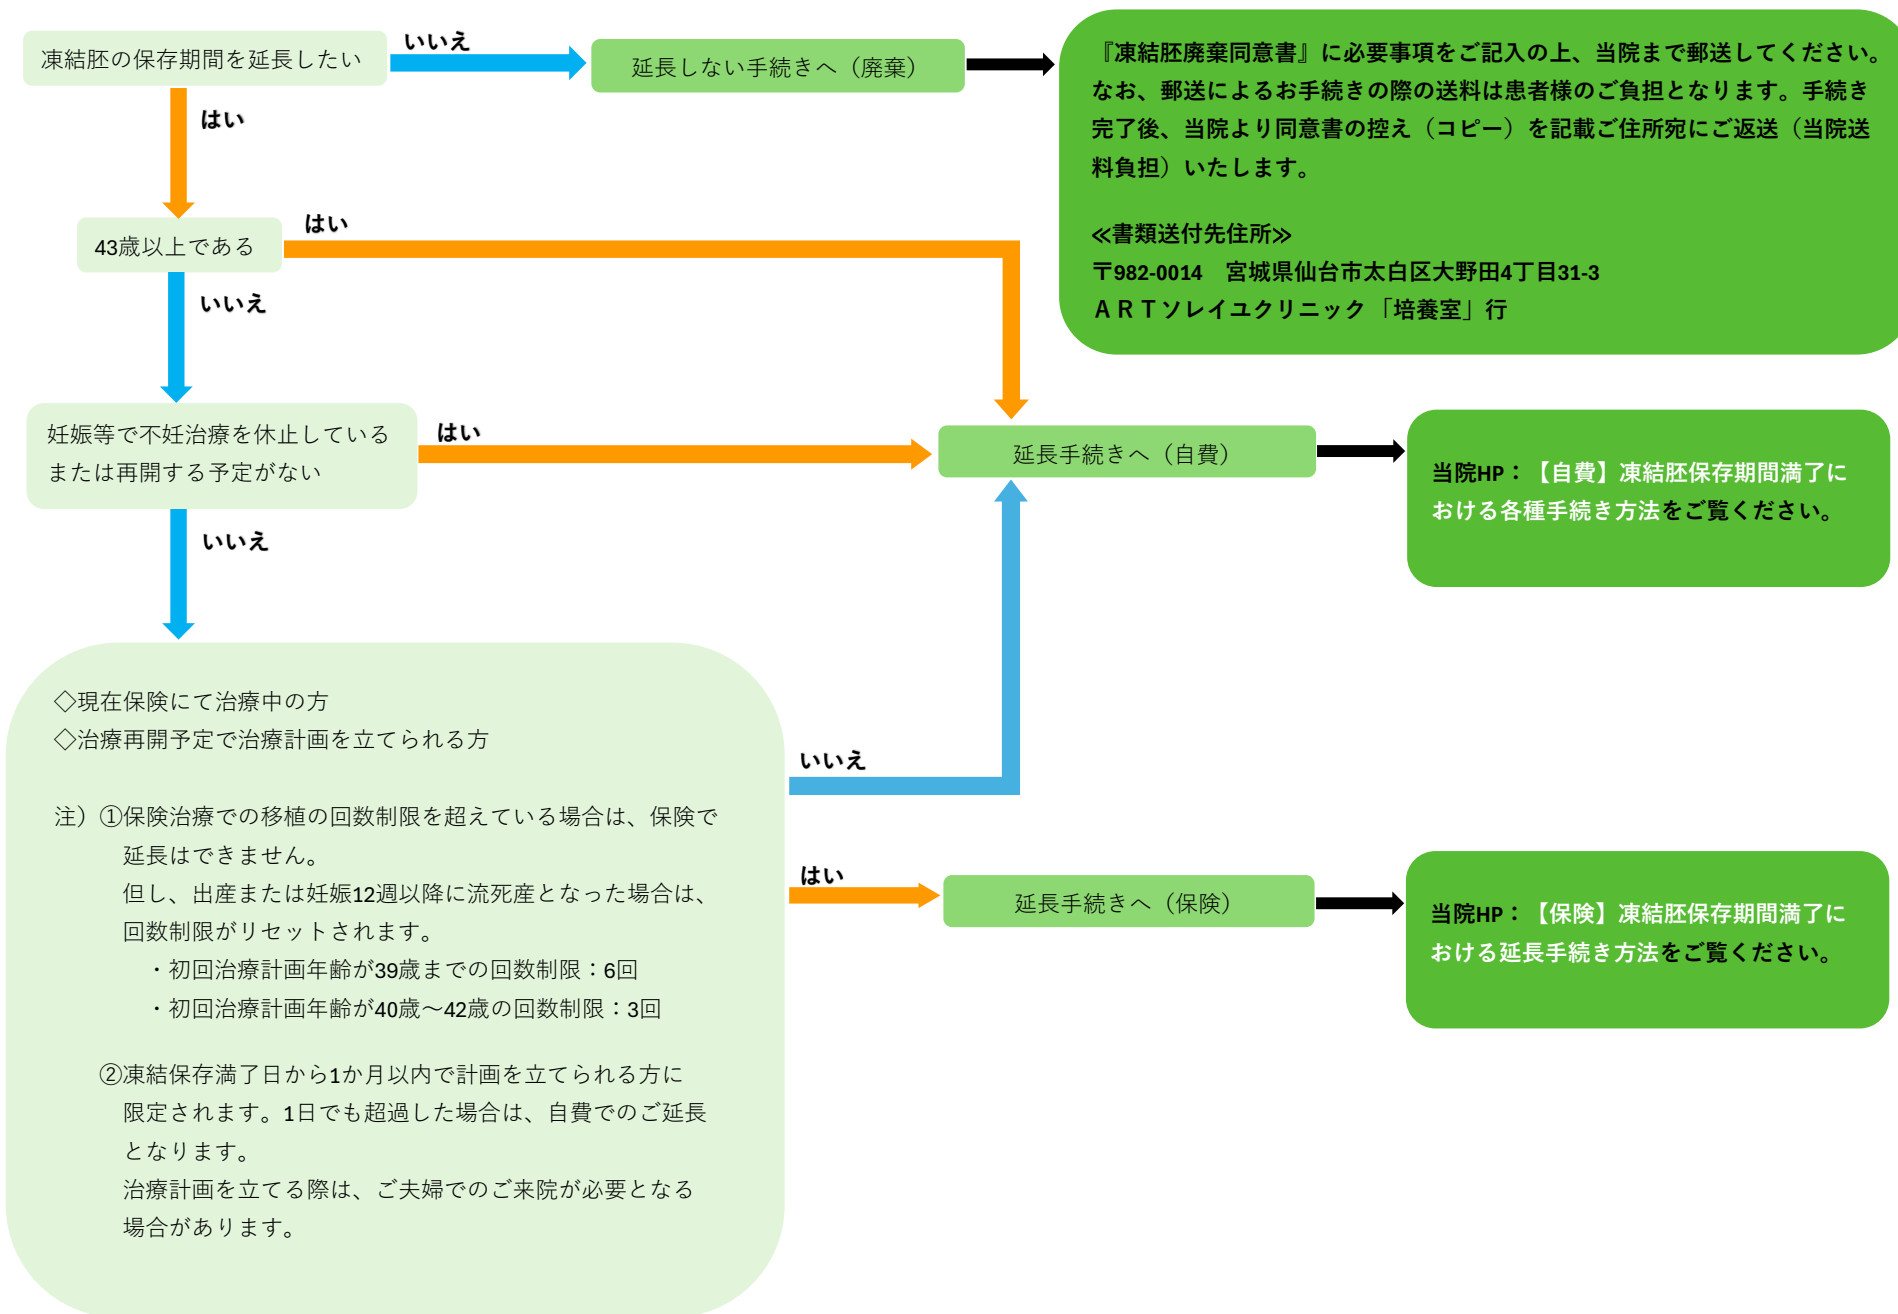 凍結胚の保存期間を延長したい
いいえ
延長しない手続きへ（廃棄）
『凍結胚廃棄同意書』に必要事項をご記入の上、当院まで郵送してください。
なお、郵送によるお手続きの際の送料は患者様のご負担となります。手続き
完了後、当院より同意書の控え（コピー）を記載ご住所宛にご返送（当院送
料負担）いたします。
≪書類送付先住所≫
〒982-0014　宮城県仙台市太白区大野田4丁目31-3
ＡＲＴソレイユクリニック「培養室」行
はい
43歳以上である
はい
いいえ
妊娠等で不妊治療を休止している
または再開する予定がない
はい
延長手続きへ（自費）
当院HP：【自費】凍結胚保存期間満了に
おける各種手続き方法をご覧ください。
いいえ
◇現在保険にて治療中の方
◇治療再開予定で治療計画を立てられる方
注）①保険治療での移植の回数制限を超えている場合は、保険で
延長はできません。
但し、出産または妊娠12週以降に流死産となった場合は、
回数制限がリセットされます。
・初回治療計画年齢が39歳までの回数制限：6回
・初回治療計画年齢が40歳～42歳の回数制限：3回
②凍結保存満了日から1か月以内で計画を立てられる方に
限定されます。1日でも超過した場合は、自費でのご延長
となります。
治療計画を立てる際は、ご夫婦でのご来院が必要となる
場合があります。
いいえ
はい
延長手続きへ（保険）
当院HP：【保険】凍結胚保存期間満了に
おける延長手続き方法をご覧ください。